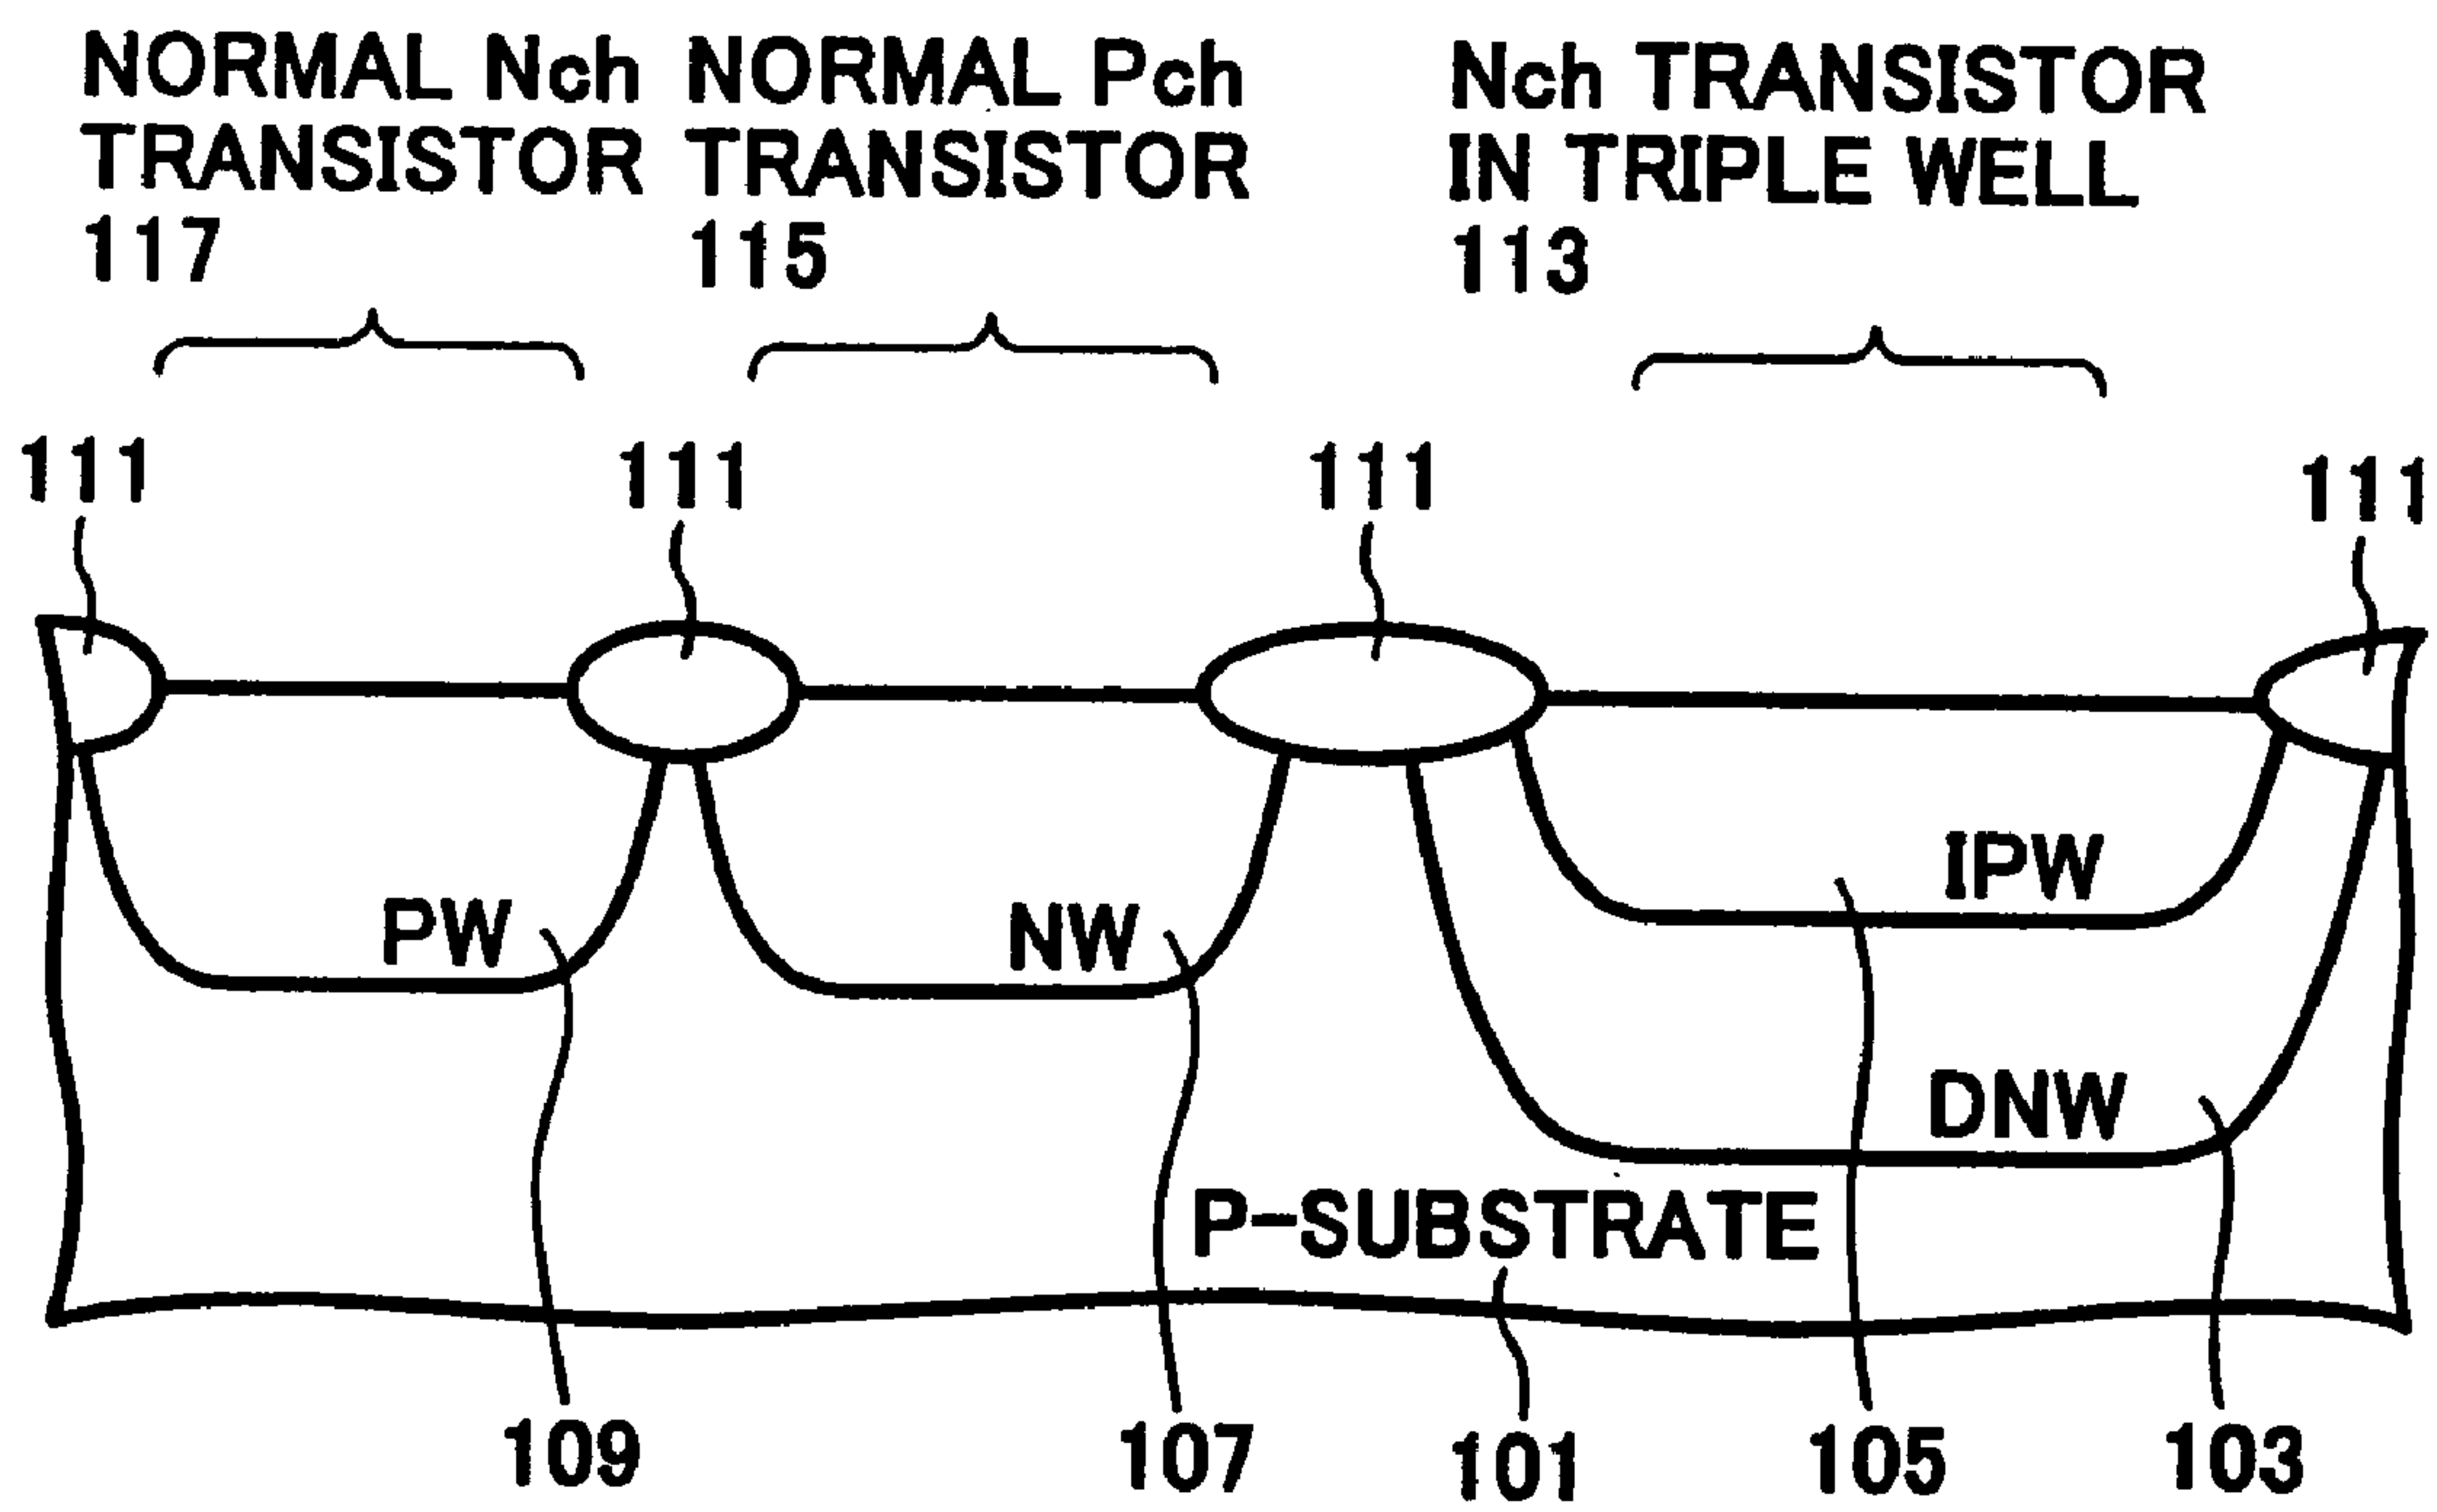 NORMAL Nch
TRANSISTOR
117
NORMAL Pch
TRANSISTOR
115
Nch TRANSISTOR
IN TRIPLE WELL
113
111 111 111 111
IPW
PW NW
DNW
P-SUBSTRATE
109 107 101 105 103